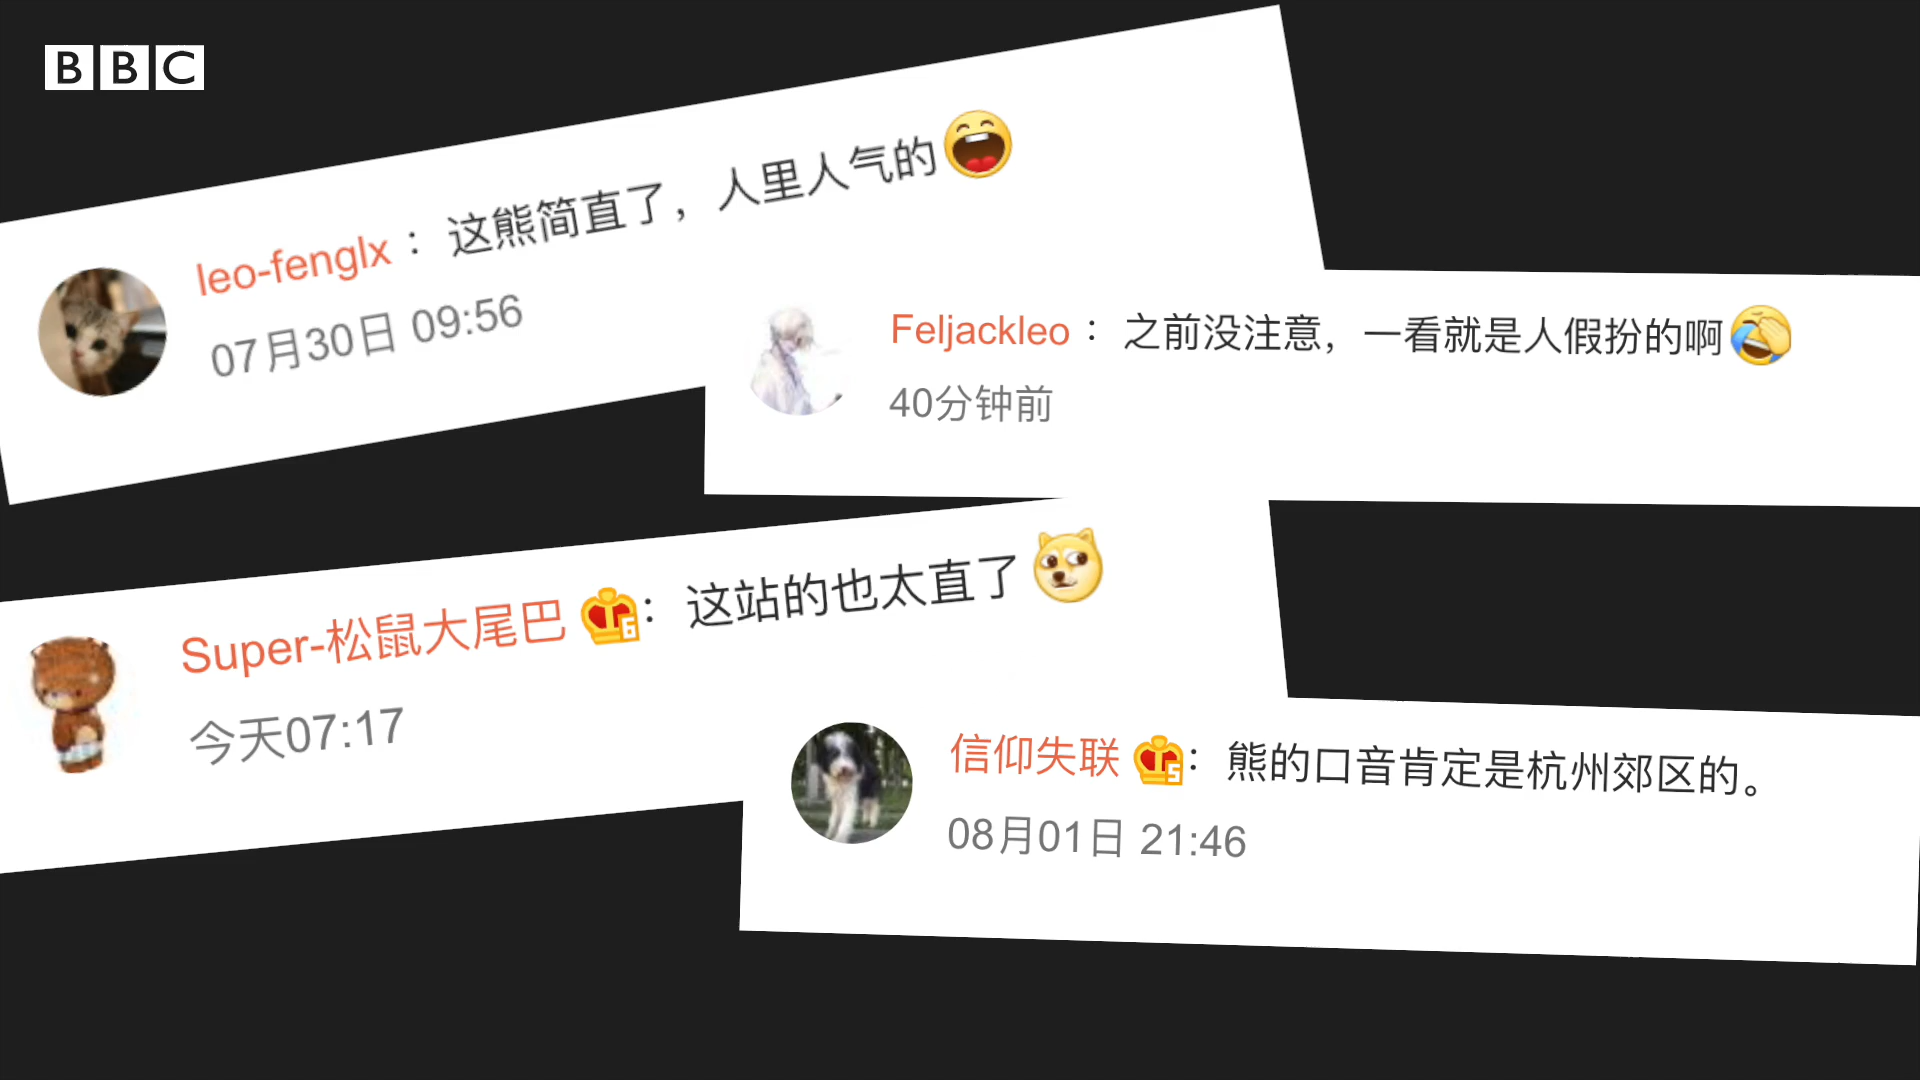 BBC
leo-fenglx：这熊简直了，人里人气的
07月30日 09:56
Feljackleo：之前没注意，一看就是人假扮的啊
40分钟前
Super-松鼠大尾巴 6：这站的也太直了
今天07:17
信仰失联 5：熊的口音肯定是杭州郊区的。
08月01日 21:46